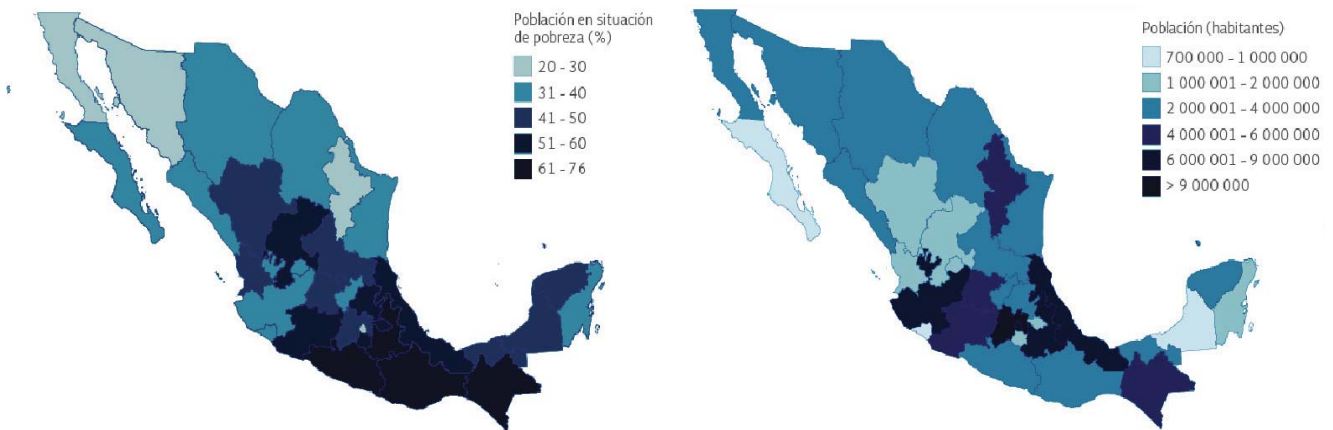 Población en situación
de pobreza (%)
20 - 30
31 - 40
41 - 50
51 - 60
61 - 76
Población (habitantes)
700 000 - 1 000 000
1 000 001 - 2 000 000
2 000 001 - 4 000 000
4 000 001 - 6 000 000
6 000 001 - 9 000 000
> 9 000 000